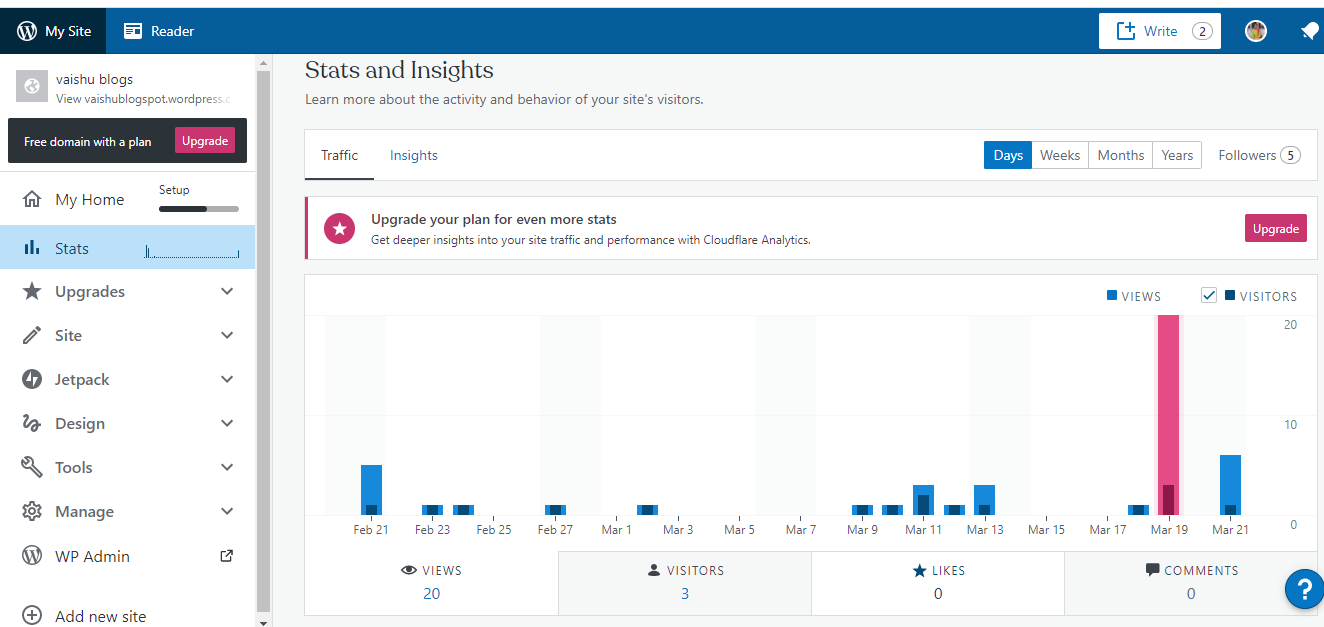 My Site
Reader
Write 2
vaishu blogs
View vaishublogspot.wordpress.c
Free domain with a plan
Upgrade
My Home
Setup
Stats
Upgrades
Site
Jetpack
Design
Tools
Manage
WP Admin
Add new site
Stats and Insights
Learn more about the activity and behavior of your site's visitors.
Traffic
Insights
Days
Weeks
Months
Years
Followers 5
Upgrade your plan for even more stats
Get deeper insights into your site traffic and performance with Cloudflare Analytics.
Upgrade
VIEWS
VISITORS
20
10
0
Feb 21 Feb 23 Feb 25 Feb 27 Mar 1 Mar 3 Mar 5 Mar 7 Mar 9 Mar 11 Mar 13 Mar 15 Mar 17 Mar 19 Mar 21
VIEWS
20
VISITORS
3
LIKES
0
COMMENTS
0
?